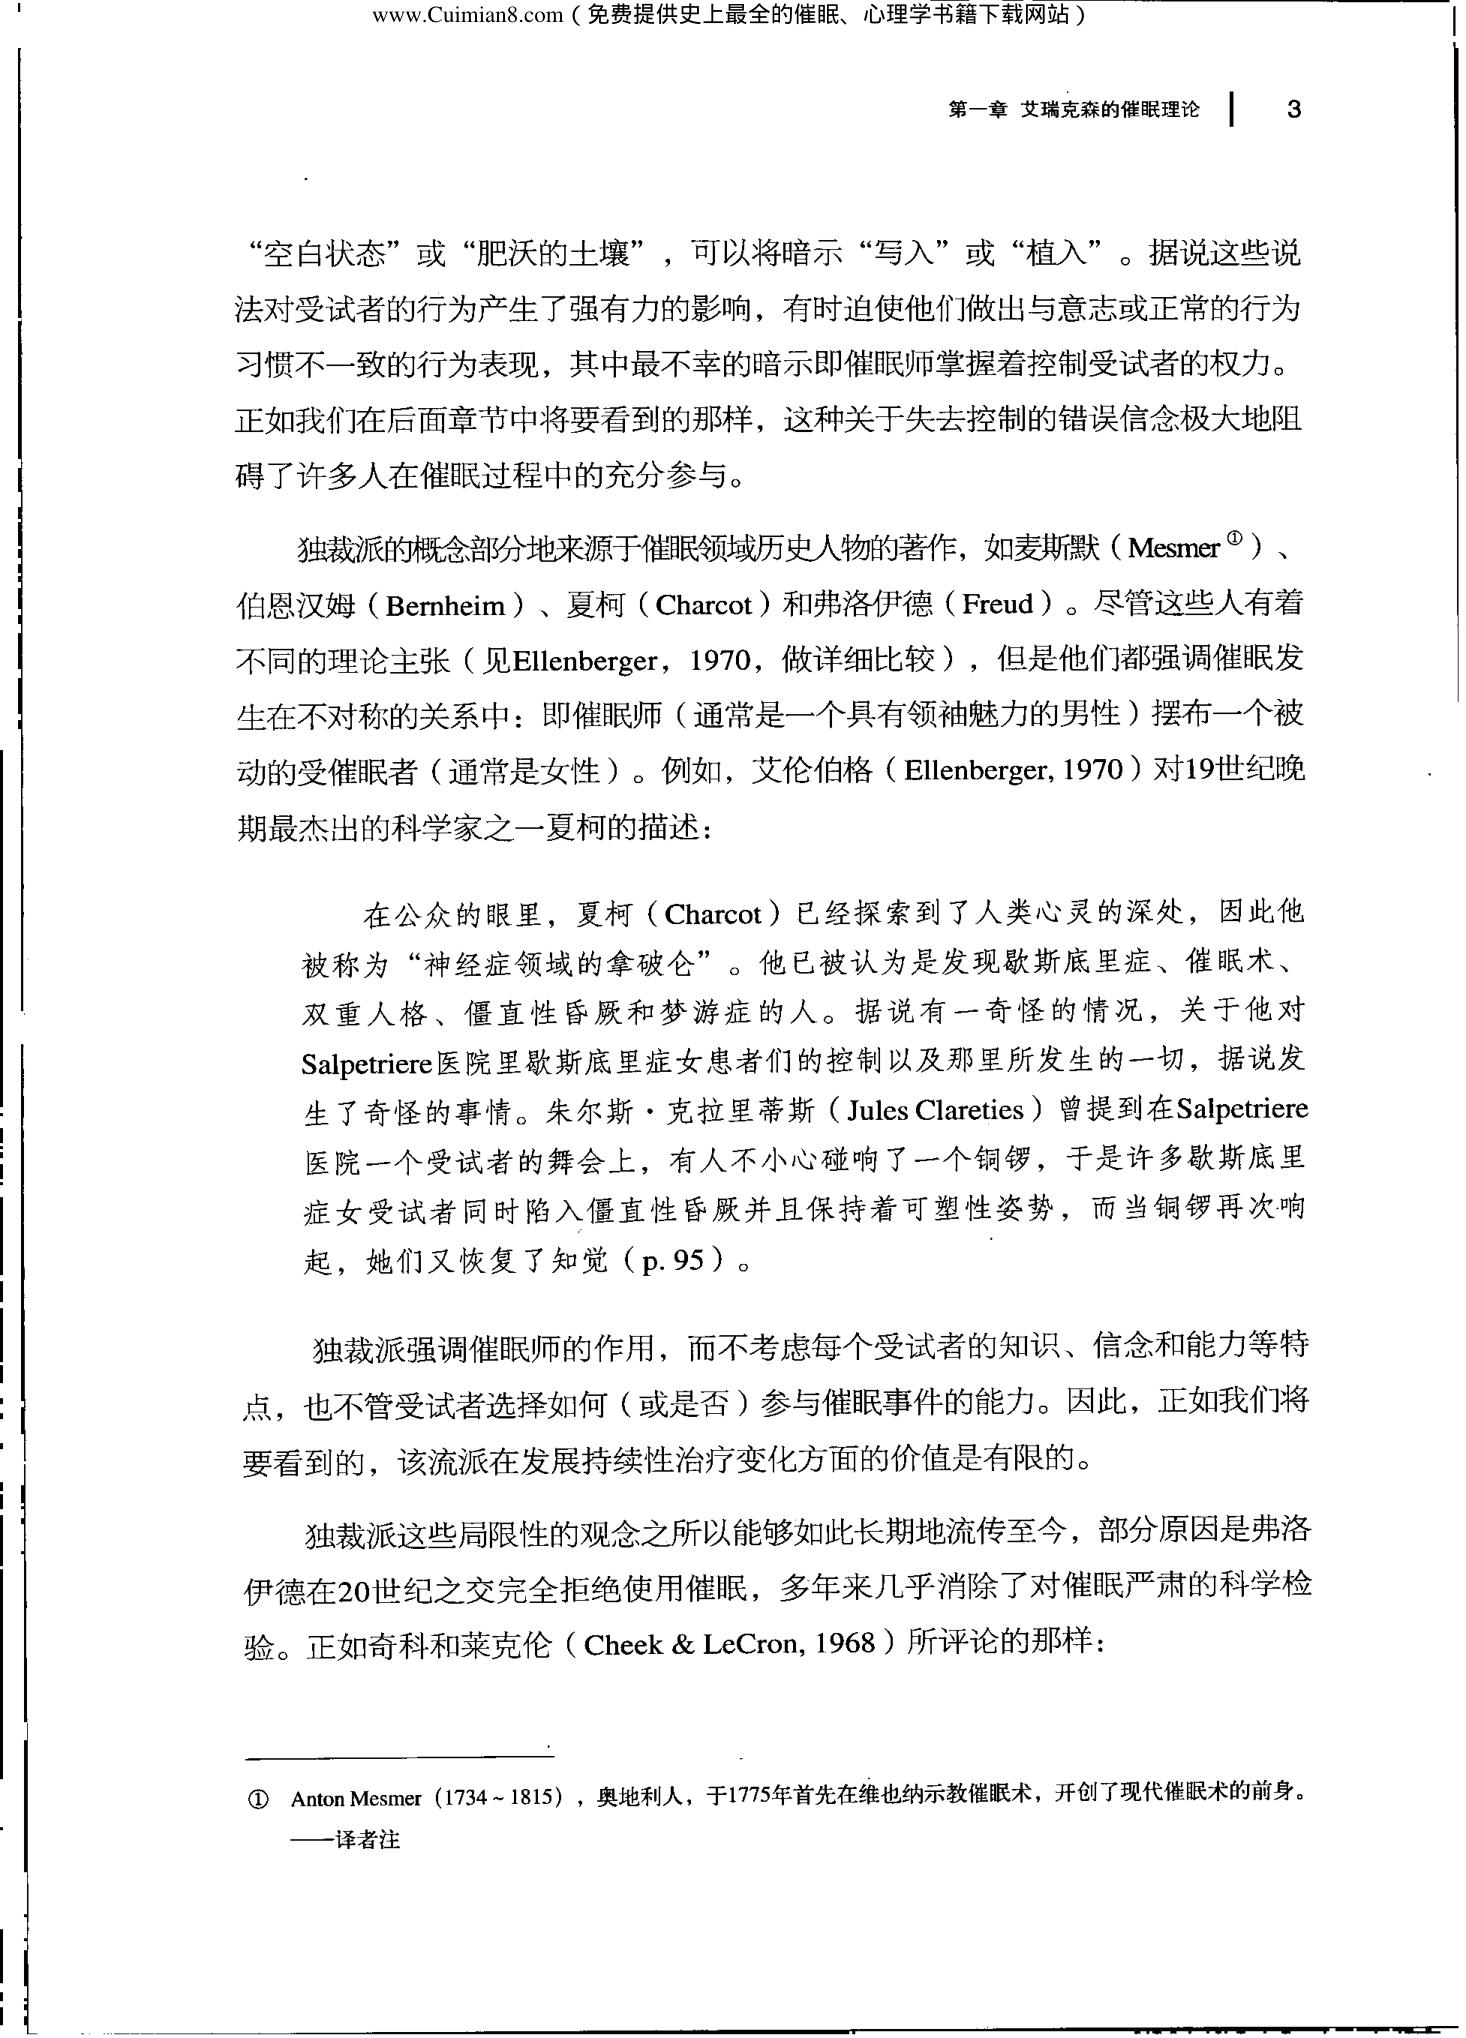 www.Cuimian8.com（免费提供史上最全的催眠、心理学书籍下载网站）
第一章 艾瑞克森的催眠理论 3
“空白状态”或“肥沃的土壤”，可以将暗示“写入”或“植入”。据说这些说
法对受试者的行为产生了强有力的影响，有时迫使他们做出与意志或正常的行为
习惯不一致的行为表现，其中最不幸的暗示即催眠师掌握着控制受试者的权力。
正如我们在后面章节中将要看到的那样，这种关于失去控制的错误信念极大地阻
碍了许多人在催眠过程中的充分参与。
独裁派的概念部分地来源于催眠领域历史人物的著作，如麦斯默（Mesmer①）、
伯恩汉姆（Bernheim）、夏柯（Charcot）和弗洛伊德（Freud）。尽管这些人有着
不同的理论主张（见Ellenberger，1970，做详细比较），但是他们都强调催眠发
生在不对称的关系中：即催眠师（通常是一个具有领袖魅力的男性）摆布一个被
动的受催眠者（通常是女性）。例如，艾伦伯格（Ellenberger, 1970）对19世纪晚
期最杰出的科学家之一夏柯的描述：
在公众的眼里，夏柯（Charcot）已经探索到了人类心灵的深处，因此他
被称为“神经症领域的拿破仑”。他已被认为是发现歇斯底里症、催眠术、
双重人格、僵直性昏厥和梦游症的人。据说有一奇怪的情况，关于他对
Salpetriere医院里歇斯底里症女患者们的控制以及那里所发生的一切，据说发
生了奇怪的事情。朱尔斯·克拉里蒂斯（Jules Clareties）曾提到在Salpetriere
医院一个受试者的舞会上，有人不小心碰响了一个铜锣，于是许多歇斯底里
症女受试者同时陷入僵直性昏厥并且保持着可塑性姿势，而当铜锣再次响
起，她们又恢复了知觉（p. 95）。
独裁派强调催眠师的作用，而不考虑每个受试者的知识、信念和能力等特
点，也不管受试者选择如何（或是否）参与催眠事件的能力。因此，正如我们将
要看到的，该流派在发展持续性治疗变化方面的价值是有限的。
独裁派这些局限性的观念之所以能够如此长期地流传至今，部分原因是弗洛
伊德在20世纪之交完全拒绝使用催眠，多年来几乎消除了对催眠严肃的科学检
验。正如奇科和莱克伦（Cheek & LeCron, 1968）所评论的那样：
① Anton Mesmer（1734～1815），奥地利人，于1775年首先在维也纳示教催眠术，开创了现代催眠术的前身。
——译者注